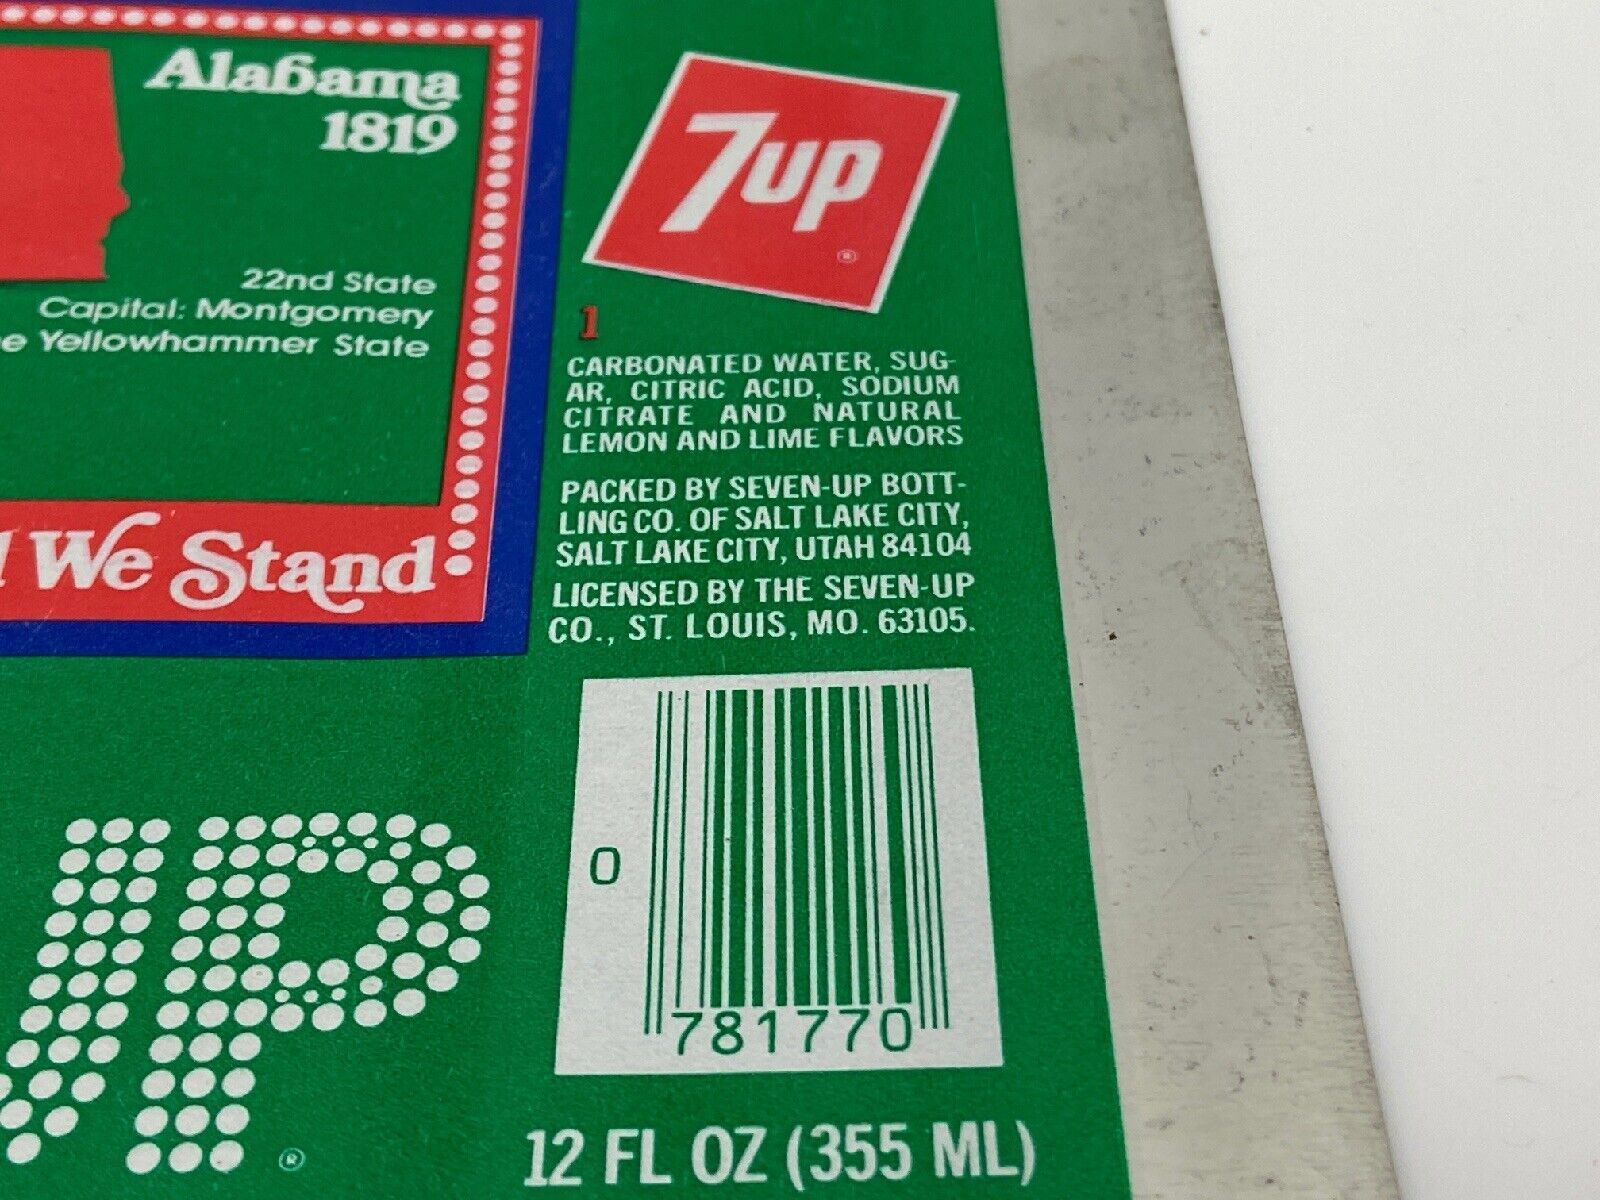 Alabama
1819
22nd State
Capital: Montgomery
Yellowhammer State
We Stand
7up
®
1
CARBONATED WATER, SUG-
AR, CITRIC ACID, SODIUM
CITRATE AND NATURAL
LEMON AND LIME FLAVORS
PACKED BY SEVEN-UP BOTT-
LING CO. OF SALT LAKE CITY,
SALT LAKE CITY, UTAH 84104
LICENSED BY THE SEVEN-UP
CO., ST. LOUIS, MO. 63105.
0
781770
UP
®
12 FL OZ (355 ML)